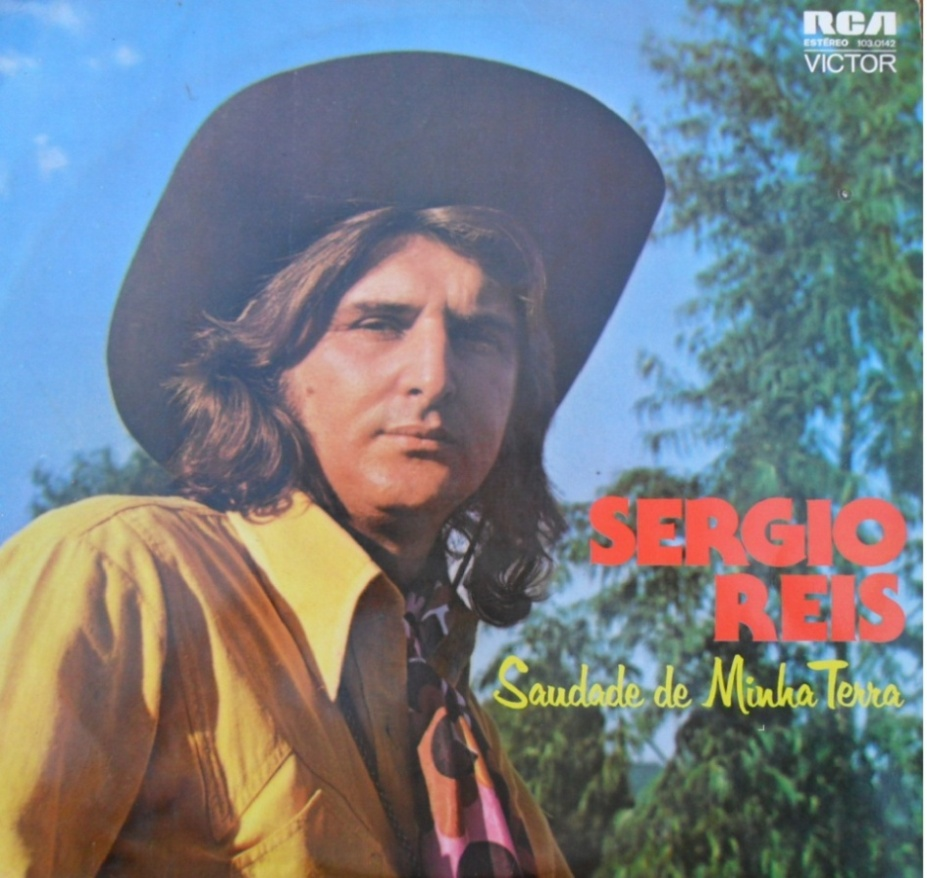 RCA
ESTÉREO 103.0142
VICTOR
SERGIO
REIS
Saudade de Minha Terra